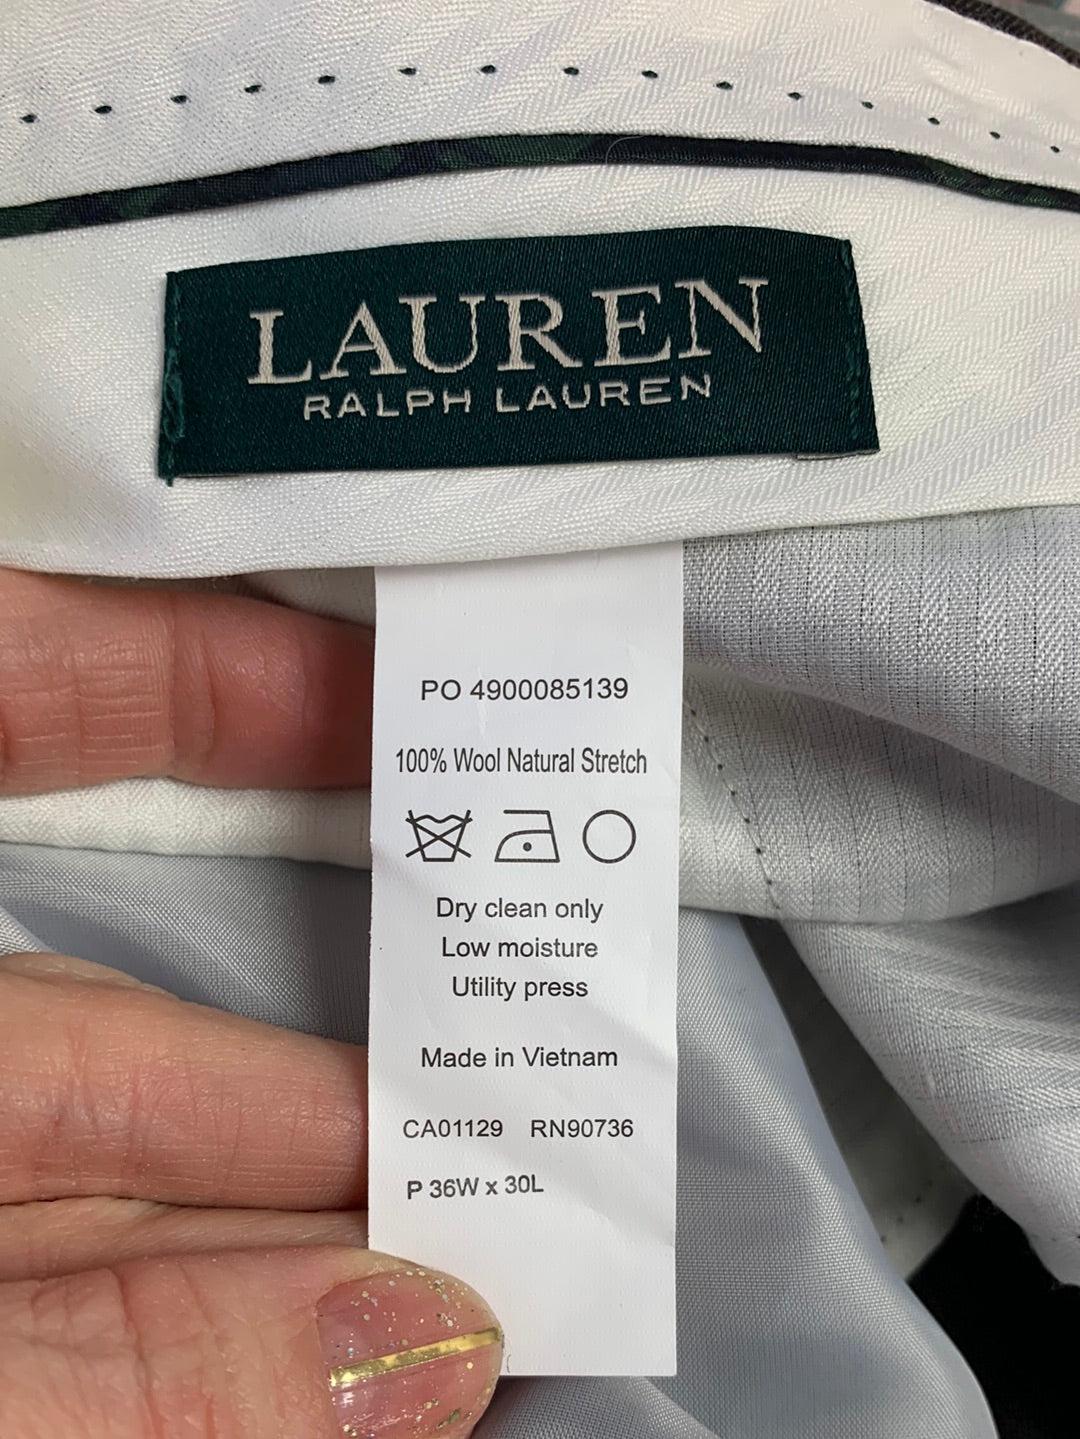 LAUREN
RALPH LAUREN
PO 4900085139
100% Wool Natural Stretch
Dry clean only
Low moisture
Utility press
Made in Vietnam
CA01129 RN90736
P 36W x 30L